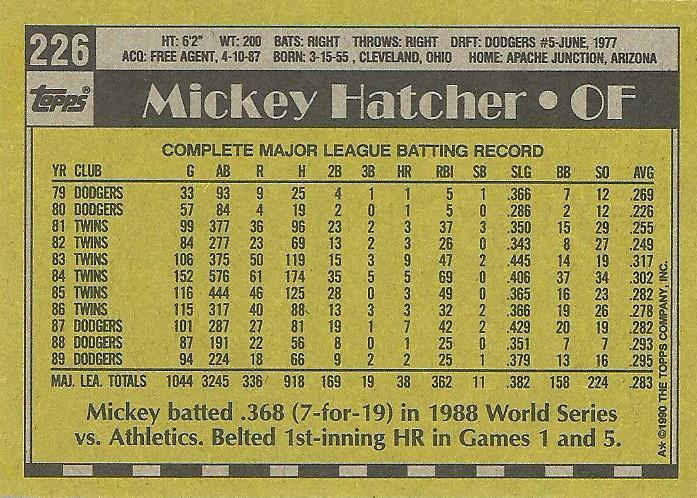 226
HT: 6'2" WT: 200 BATS: RIGHT THROWS: RIGHT DRFT: DODGERS #5-JUNE, 1977
ACQ: FREE AGENT, 4-10-87 BORN: 3-15-55 , CLEVELAND, OHIO HOME: APACHE JUNCTION, ARIZONA
Topps®
Mickey Hatcher • OF
COMPLETE MAJOR LEAGUE BATTING RECORD
YR CLUB G AB R H 2B 3B HR RBI SB SLG BB SO AVG
79 DODGERS 33 93 9 25 4 1 1 5 1 .366 7 12 .269
80 DODGERS 57 84 4 19 2 0 1 5 0 .286 2 12 .226
81 TWINS 99 377 36 96 23 2 3 37 3 .350 15 29 .255
82 TWINS 84 277 23 69 13 2 3 26 0 .343 8 27 .249
83 TWINS 106 375 50 119 15 3 9 47 2 .445 14 19 .317
84 TWINS 152 576 61 174 35 5 5 69 0 .406 37 34 .302
85 TWINS 116 444 46 125 28 0 3 49 0 .365 16 23 .282
86 TWINS 115 317 40 88 13 3 3 32 2 .366 19 26 .278
87 DODGERS 101 287 27 81 19 1 7 42 2 .429 20 19 .282
88 DODGERS 87 191 22 56 8 0 1 25 0 .351 7 7 .293
89 DODGERS 94 224 18 66 9 2 2 25 1 .379 13 16 .295
MAJ. LEA. TOTALS 1044 3245 336 918 169 19 38 362 11 .382 158 224 .283
Mickey batted .368 (7-for-19) in 1988 World Series
vs. Athletics. Belted 1st-inning HR in Games 1 and 5.
A* ©1990 THE TOPPS COMPANY, INC.